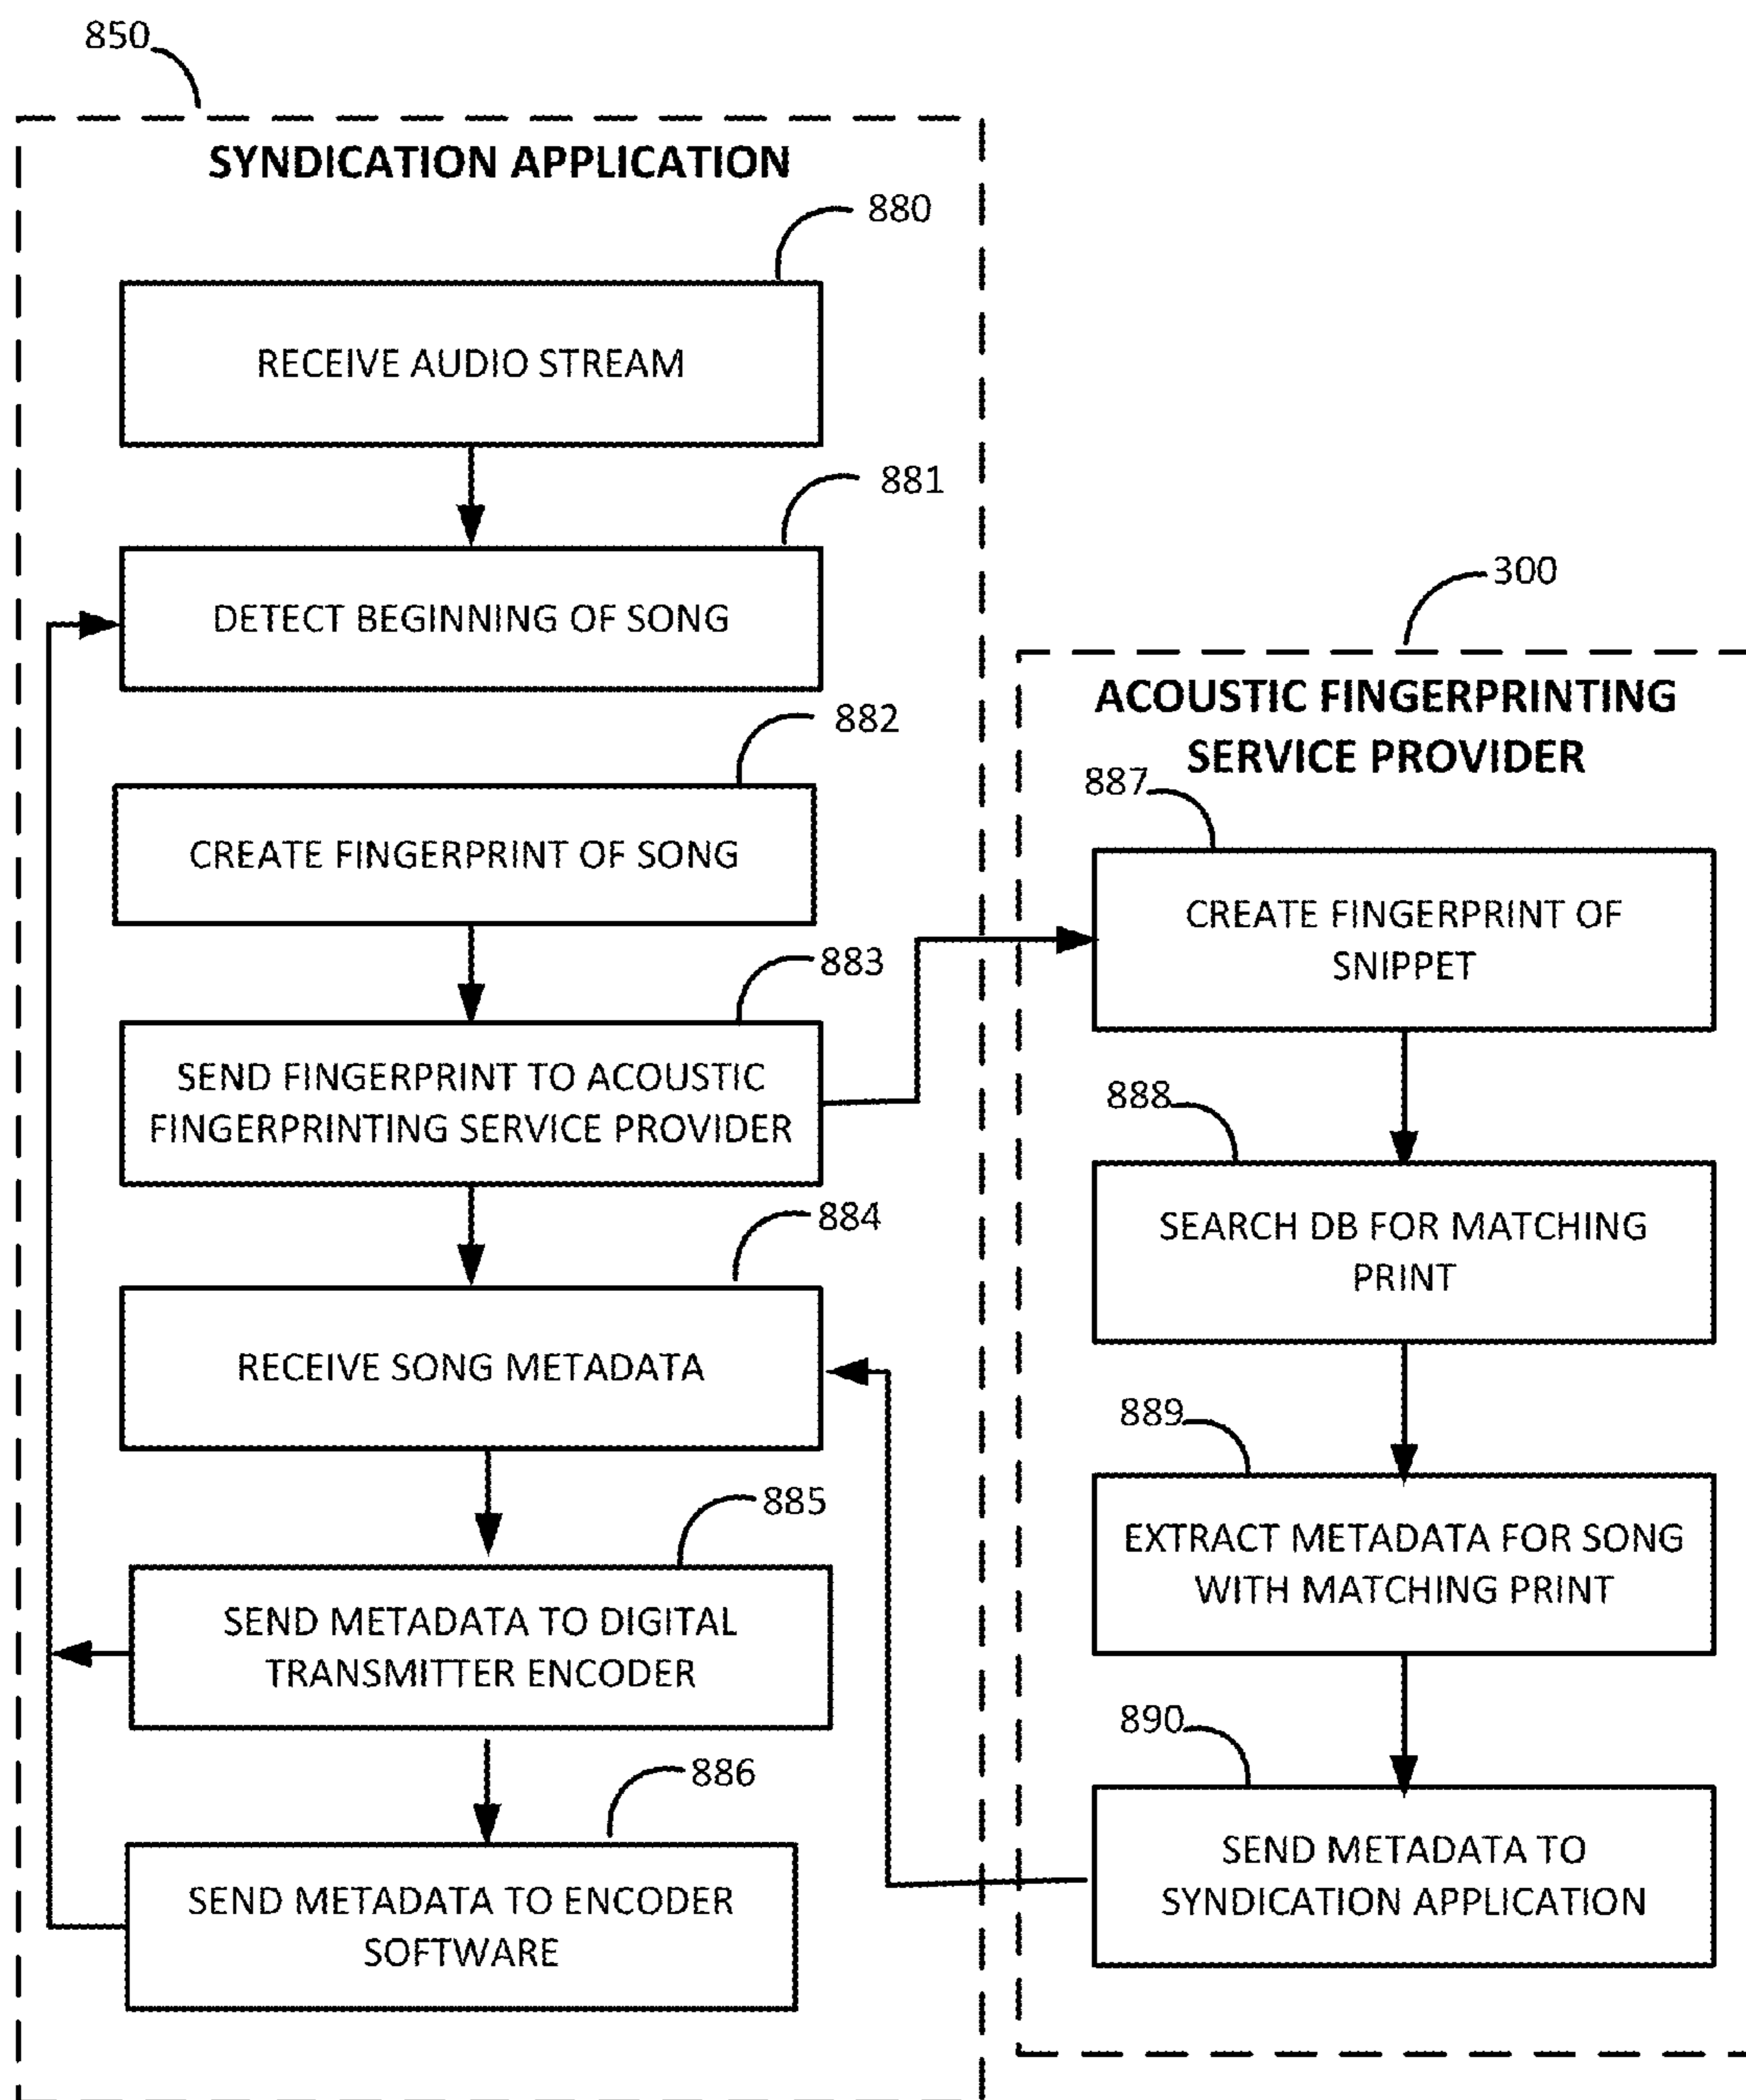 850
SYNDICATION APPLICATION
880
RECEIVE AUDIO STREAM
881
DETECT BEGINNING OF SONG
882
CREATE FINGERPRINT OF SONG
883
SEND FINGERPRINT TO ACOUSTIC
FINGERPRINTING SERVICE PROVIDER
884
RECEIVE SONG METADATA
885
SEND METADATA TO DIGITAL
TRANSMITTER ENCODER
886
SEND METADATA TO ENCODER
SOFTWARE
300
ACOUSTIC FINGERPRINTING
SERVICE PROVIDER
887
CREATE FINGERPRINT OF
SNIPPET
888
SEARCH DB FOR MATCHING
PRINT
889
EXTRACT METADATA FOR SONG
WITH MATCHING PRINT
890
SEND METADATA TO
SYNDICATION APPLICATION